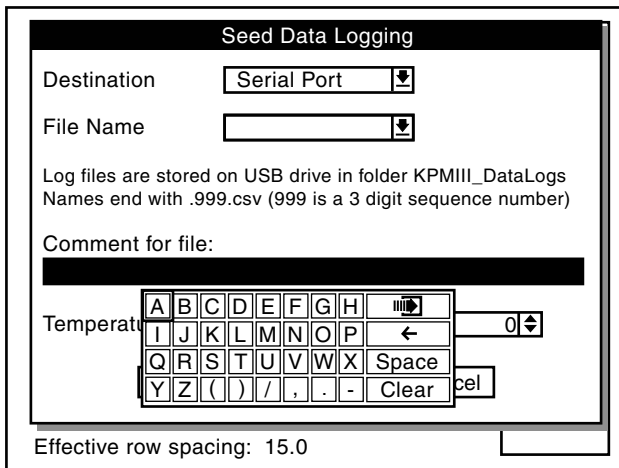 Seed Data Logging
Destination Serial Port
File Name
Log files are stored on USB drive in folder KPMIII_DataLogs
Names end with .999.csv (999 is a 3 digit sequence number)
Comment for file:
A B C D E F G H
Temperatu I J K L M N O P ← 0
Q R S T U V W X Space
Y Z ( ) / , . - Clear cel
Effective row spacing: 15.0